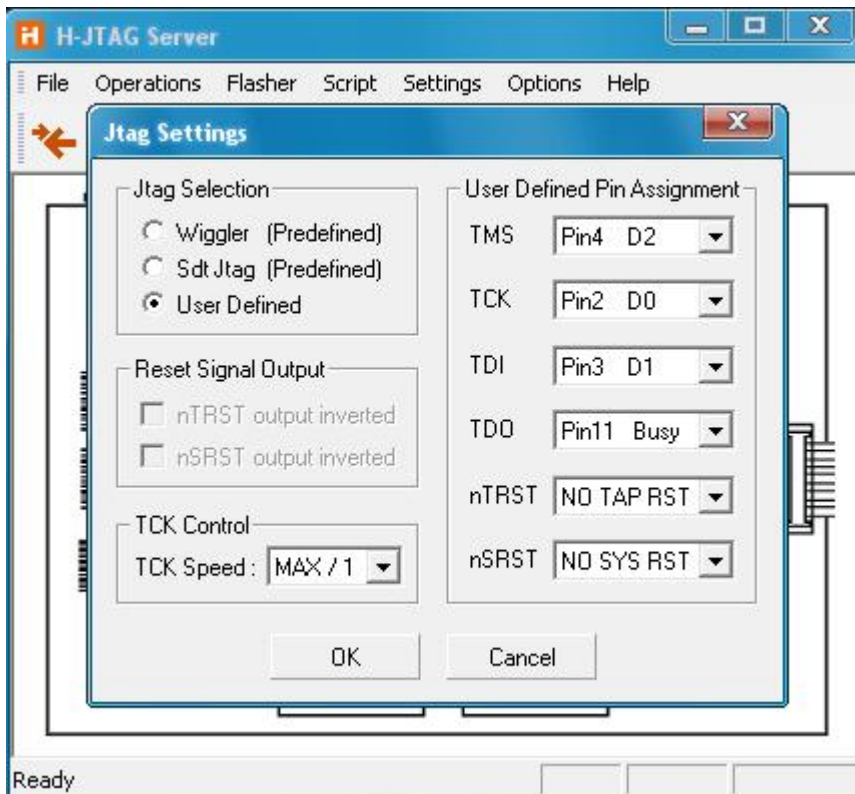 H-JTAG Server
File Operations Flasher Script Settings Options Help
Jtag Settings
Jtag Selection
Wiggler (Predefined)
Sdt Jtag (Predefined)
User Defined
Reset Signal Output
nTRST output inverted
nSRST output inverted
TCK Control
TCK Speed : MAX / 1
User Defined Pin Assignment
TMS Pin4 D2
TCK Pin2 D0
TDI Pin3 D1
TDO Pin11 Busy
nTRST NO TAP RST
nSRST NO SYS RST
OK Cancel
Ready